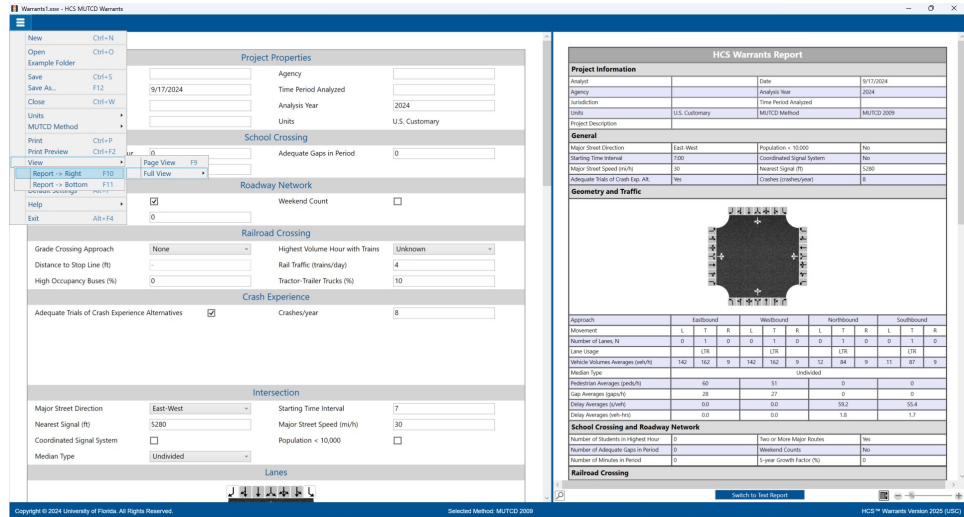 Warrants1.xsw - HCS MUTCD Warrants
New Ctrl+N
Open Ctrl+O
Example Folder
Save Ctrl+S
Save As... F12
Close Ctrl+W
Units
MUTCD Method
Print Ctrl+P
Print Preview Ctrl+F2
View
Page View F9
Full View
Report -> Right F10
Report -> Bottom F11
Help
Exit Alt+F4
Project Properties
Agency
9/17/2024 Time Period Analyzed
Analysis Year 2024
Units U.S. Customary
School Crossing
0 Adequate Gaps in Period 0
Roadway Network
Weekend Count
0
Railroad Crossing
Grade Crossing Approach None Highest Volume Hour with Trains Unknown
Distance to Stop Line (ft) - Rail Traffic (trains/day) 4
High Occupancy Buses (%) 0 Tractor-Trailer Trucks (%) 10
Crash Experience
Adequate Trials of Crash Experience Alternatives Crashes/year 8
Intersection
Major Street Direction East-West Starting Time Interval 7
Nearest Signal (ft) 5280 Major Street Speed (mi/h) 30
Coordinated Signal System Population < 10,000
Median Type Undivided
Lanes
HCS Warrants Report
Project Information
Analyst Date 9/17/2024
Agency Analysis Year 2024
Jurisdiction Time Period Analyzed
Units U.S. Customary MUTCD Method MUTCD 2009
Project Description
General
Major Street Direction East-West Population < 10,000 No
Starting Time Interval 7:00 Coordinated Signal System No
Major Street Speed (mi/h) 30 Nearest Signal (ft) 5280
Adequate Trials of Crash Exp. Alt. Yes Crashes (crashes/year) 8
Geometry and Traffic
Approach Eastbound Westbound Northbound Southbound
Movement L T R L T R L T R L T R
Number of Lanes, N 0 1 0 0 1 0 0 1 0 0 1 0
Lane Usage LTR LTR LTR LTR
Vehicle Volumes Averages (veh/h) 142 162 9 142 162 9 12 84 9 11 87 9
Median Type Undivided
Pedestrian Averages (peds/h) 60 51 0 0
Gap Averages (gaps/h) 28 27 0 0
Delay Averages (s/veh) 0.0 0.0 59.2 55.4
Delay Averages (veh-hrs) 0.0 0.0 1.8 1.7
School Crossing and Roadway Network
Number of Students in Highest Hour 0 Two or More Major Routes Yes
Number of Adequate Gaps in Period 0 Weekend Counts No
Number of Minutes in Period 0 5-year Growth Factor (%) 0
Railroad Crossing
Switch to Text Report
Copyright © 2024 University of Florida. All Rights Reserved. Selected Method: MUTCD 2009 HCS™ Warrants Version 2025 (USC)